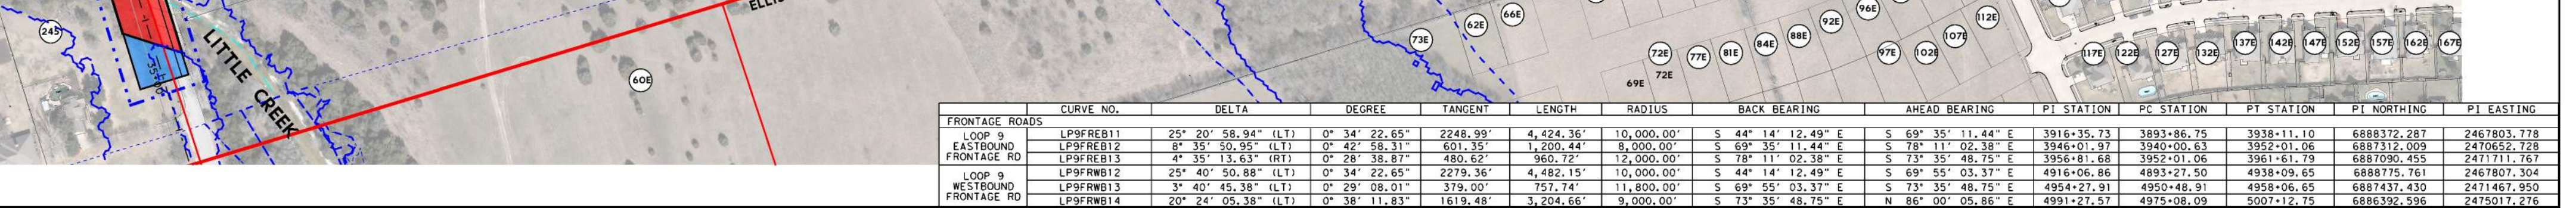 ELLIS
96E
66E
112E
62E
92E
245
73E
88E
107E
84E
137E 142E 147E 152E 157E 162E 167E
72E 77E 81E
97E 102E
117E 122E 127E 132E
LITTLE CREEK
60E
72E
69E
CURVE NO. DELTA DEGREE TANGENT LENGTH RADIUS BACK BEARING AHEAD BEARING PI STATION PC STATION PT STATION PI NORTHING PI EASTING
FRONTAGE ROADS
LOOP 9 EASTBOUND FRONTAGE RD
LP9FREB11 25° 20' 58.94" (LT) 0° 34' 22.65" 2248.99' 4,424.36' 10,000.00' S 44° 14' 12.49" E S 69° 35' 11.44" E 3916+35.73 3893+86.75 3938+11.10 6888372.287 2467803.778
LP9FREB12 8° 35' 50.95" (LT) 0° 42' 58.31" 601.35' 1,200.44' 8,000.00' S 69° 35' 11.44" E S 78° 11' 02.38" E 3946+01.97 3940+00.63 3952+01.06 6887312.009 2470652.728
LP9FREB13 4° 35' 13.63" (RT) 0° 28' 38.87" 480.62' 960.72' 12,000.00' S 78° 11' 02.38" E S 73° 35' 48.75" E 3956+81.68 3952+01.06 3961+61.79 6887090.455 2471711.767
LOOP 9 WESTBOUND FRONTAGE RD
LP9FRWB12 25° 40' 50.88" (LT) 0° 34' 22.65" 2279.36' 4,482.15' 10,000.00' S 44° 14' 12.49" E S 69° 55' 03.37" E 4916+06.86 4893+27.50 4938+09.65 6888775.761 2467807.304
LP9FRWB13 3° 40' 45.38" (LT) 0° 29' 08.01" 379.00' 757.74' 11,800.00' S 69° 55' 03.37" E S 73° 35' 48.75" E 4954+27.91 4950+48.91 4958+06.65 6887437.430 2471467.950
LP9FRWB14 20° 24' 05.38" (LT) 0° 38' 11.83" 1619.48' 3,204.66' 9,000.00' S 73° 35' 48.75" E N 86° 00' 05.86" E 4991+27.57 4975+08.09 5007+12.75 6886392.596 2475017.276